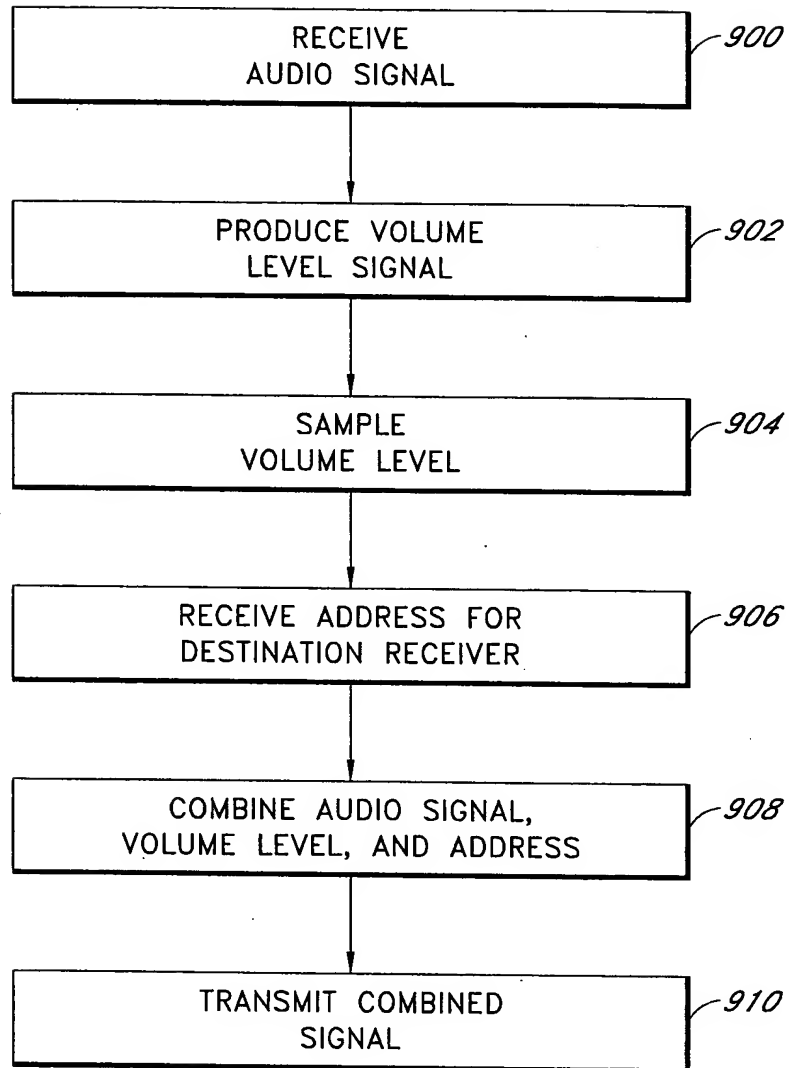 RECEIVE
AUDIO SIGNAL
900
PRODUCE VOLUME
LEVEL SIGNAL
902
SAMPLE
VOLUME LEVEL
904
RECEIVE ADDRESS FOR
DESTINATION RECEIVER
906
COMBINE AUDIO SIGNAL,
VOLUME LEVEL, AND ADDRESS
908
TRANSMIT COMBINED
SIGNAL
910